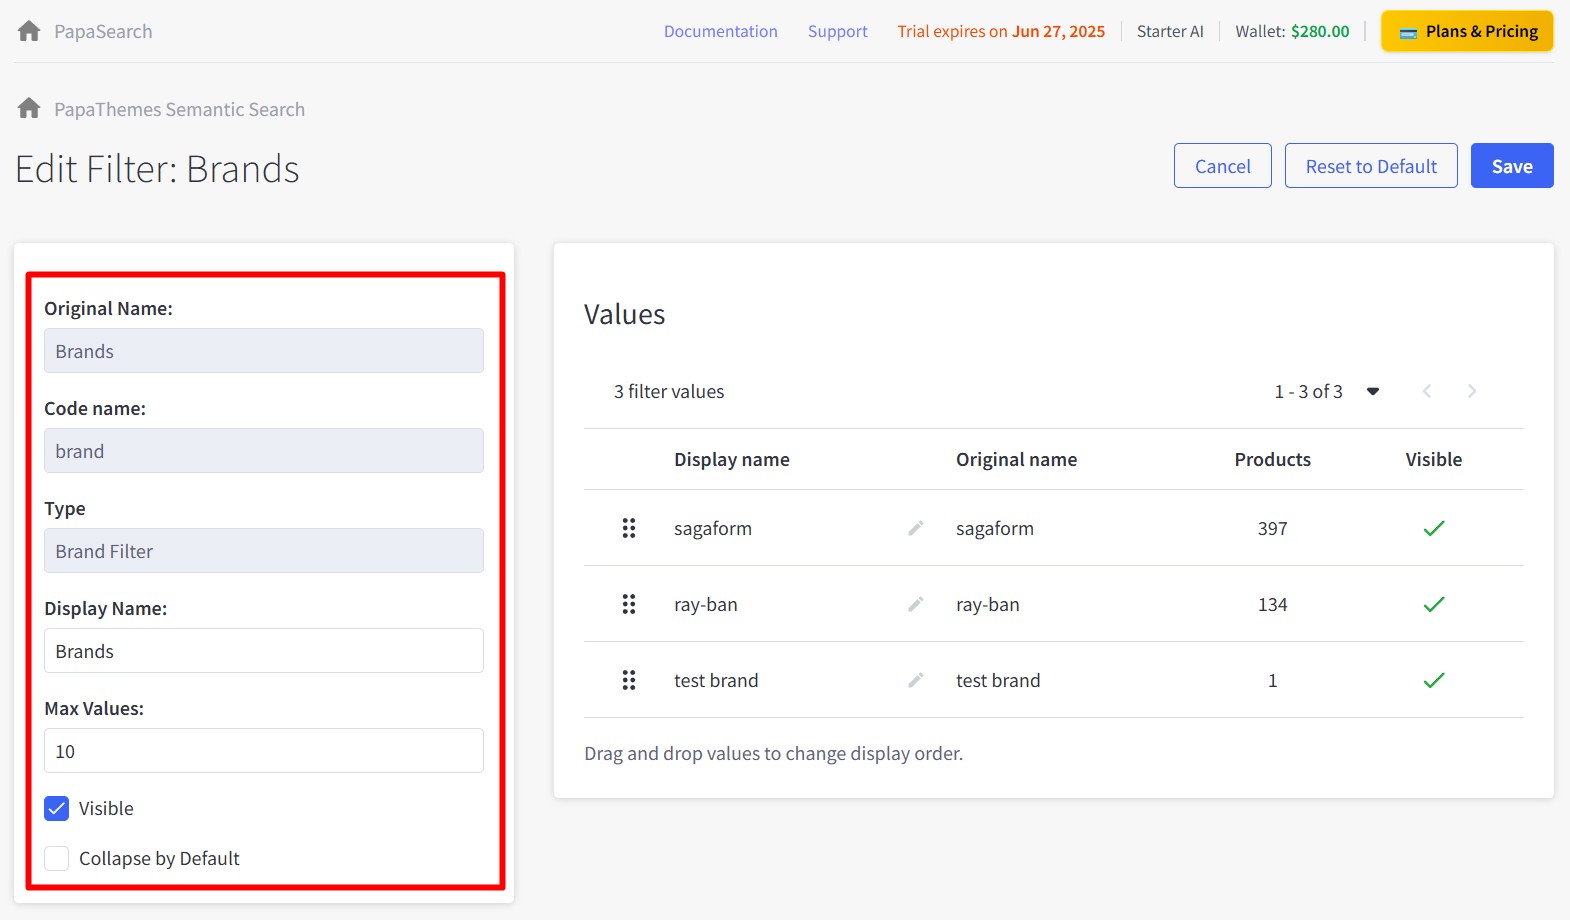 PapaSearch
Documentation Support Trial expires on Jun 27, 2025 Starter AI Wallet: $280.00 Plans & Pricing
PapaThemes Semantic Search
Edit Filter: Brands
Cancel Reset to Default Save
Original Name:
Brands
Code name:
brand
Type
Brand Filter
Display Name:
Brands
Max Values:
10
Visible
Collapse by Default
Values
3 filter values 1 - 3 of 3
Display name Original name Products Visible
sagaform sagaform 397
ray-ban ray-ban 134
test brand test brand 1
Drag and drop values to change display order.